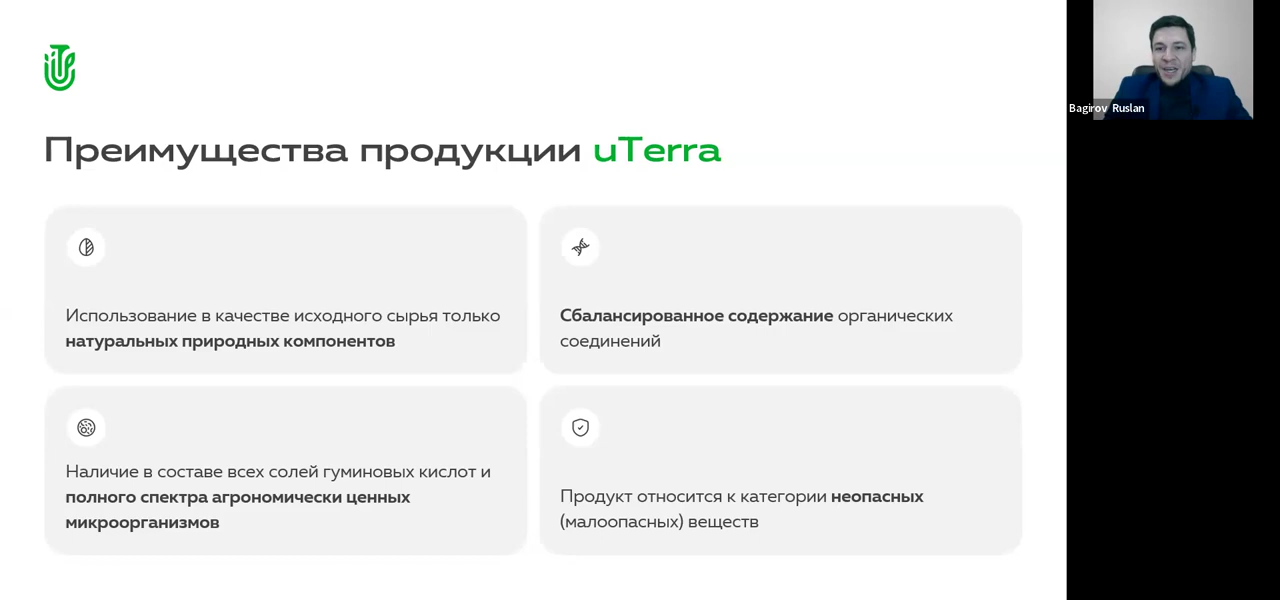 Bagirov Ruslan
Преимущества продукции uTerra
Использование в качестве исходного сырья только
натуральных природных компонентов
Сбалансированное содержание органических
соединений
Наличие в составе всех солей гуминовых кислот и
полного спектра агрономически ценных
микроорганизмов
Продукт относится к категории неопасных
(малоопасных) веществ